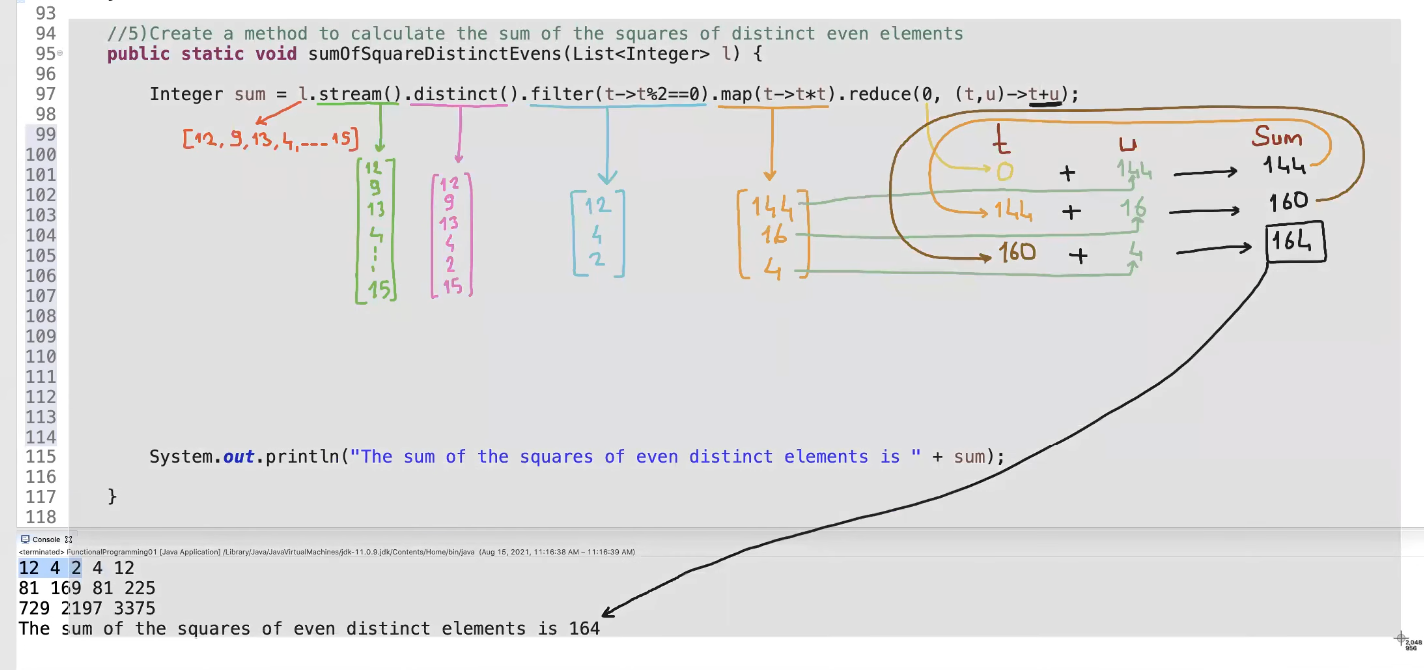 93
94 //5)Create a method to calculate the sum of the squares of distinct even elements
95 public static void sumOfSquareDistinctEvens(List<Integer> l) {
96
97 Integer sum = l.stream().distinct().filter(t->t%2==0).map(t->t*t).reduce(0, (t,u)->t+u);
98
99
100
101
102
103
104
105
106
107
108
109
110
111
112
113
114
115 System.out.println("The sum of the squares of even distinct elements is " + sum);
116
117 }
118
[12, 9, 13, 4, ---15]
12
9
13
4
15
12
9
13
4
2
15
12
4
2
144
16
4
t u Sum
0 + 144 → 144
144 + 16 → 160
160 + 4 → 164
Console
<terminated> FunctionalProgramming01 [Java Application] /Library/Java/JavaVirtualMachines/jdk-11.0.9.jdk/Contents/Home/bin/java (Aug 15, 2021, 11:16:38 AM – 11:16:39 AM)
12 4 2 4 12
81 169 81 225
729 2197 3375
The sum of the squares of even distinct elements is 164
2,048
956